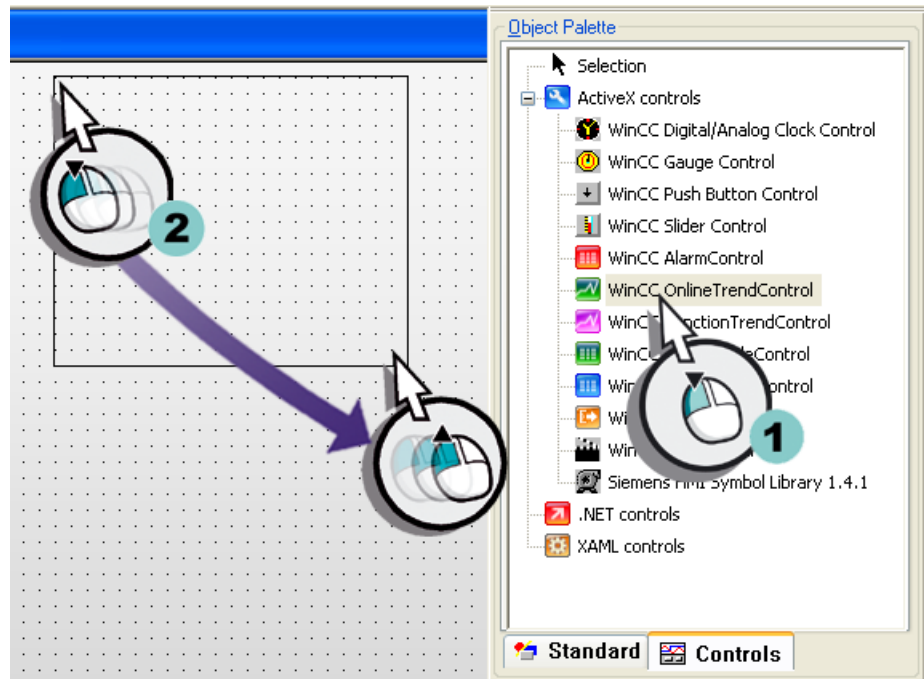 Object Palette
Selection
ActiveX controls
WinCC Digital/Analog Clock Control
WinCC Gauge Control
WinCC Push Button Control
WinCC Slider Control
WinCC AlarmControl
WinCC OnlineTrendControl
1
2
Siemens HMI Symbol Library 1.4.1
.NET controls
XAML controls
Standard
Controls